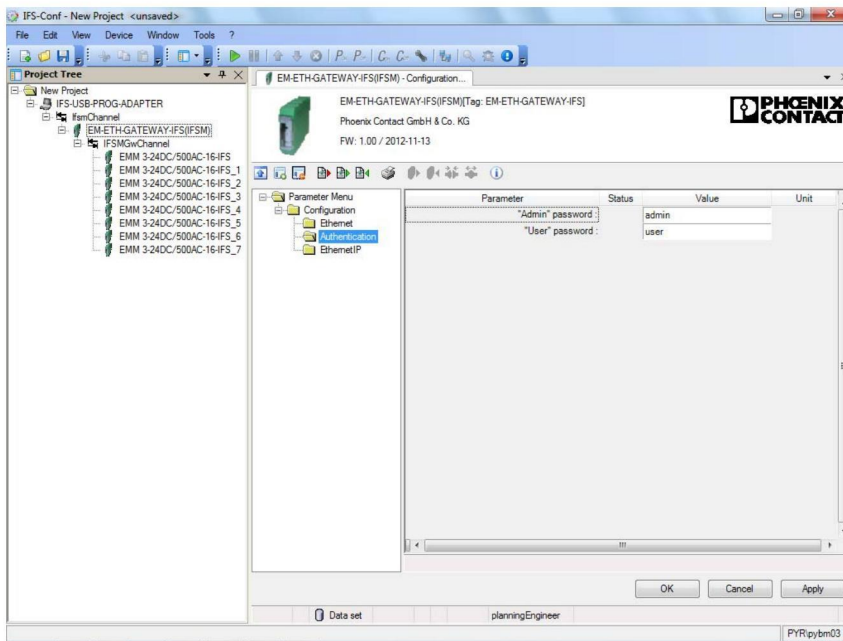 IFS-Conf - New Project <unsaved>
File Edit View Device Window Tools ?
Project Tree
New Project
IFS-USB-PROG-ADAPTER
IfsmChannel
EM-ETH-GATEWAY-IFS(IFSM)
IFSMGwChannel
EMM 3-24DC/500AC-16-IFS
EMM 3-24DC/500AC-16-IFS_1
EMM 3-24DC/500AC-16-IFS_2
EMM 3-24DC/500AC-16-IFS_3
EMM 3-24DC/500AC-16-IFS_4
EMM 3-24DC/500AC-16-IFS_5
EMM 3-24DC/500AC-16-IFS_6
EMM 3-24DC/500AC-16-IFS_7
EM-ETH-GATEWAY-IFS(IFSM) - Configuration...
EM-ETH-GATEWAY-IFS(IFSM)[Tag: EM-ETH-GATEWAY-IFS]
Phoenix Contact GmbH & Co. KG
FW: 1.00 / 2012-11-13
PHŒNIX
CONTACT
Parameter Menu
Configuration
Ethernet
Authentication
EthernetIP
Parameter Status Value Unit
"Admin" password : admin
"User" password : user
OK Cancel Apply
Data set planningEngineer
PYR\pybm03